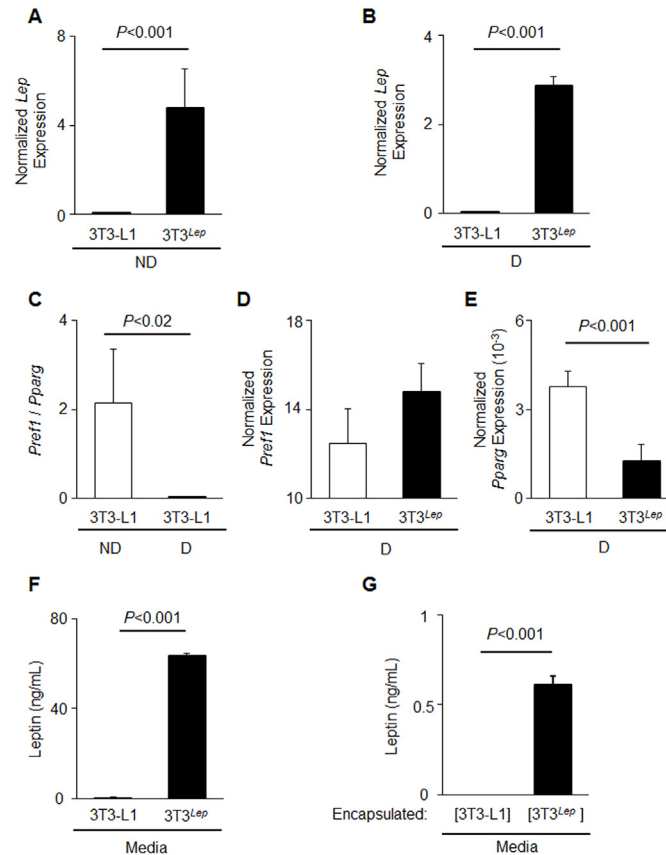 A
P<0.001
8
4
0
Normalized Lep
Expression
3T3-L1 3T3Lep
ND
B
P<0.001
4
2
0
Normalized Lep
Expression
3T3-L1 3T3Lep
D
C
P<0.02
4
2
0
Pref1 / Pparg
3T3-L1 3T3-L1
ND D
D
18
16
14
12
10
Normalized
Pref1 Expression
3T3-L1 3T3Lep
D
E
P<0.001
6
3
0
Normalized
Pparg Expression (10-3)
3T3-L1 3T3Lep
D
F
P<0.001
80
40
0
Leptin (ng/mL)
3T3-L1 3T3Lep
Media
G
P<0.001
1
0.5
0
Leptin (ng/mL)
Encapsulated: [3T3-L1] [3T3Lep ]
Media